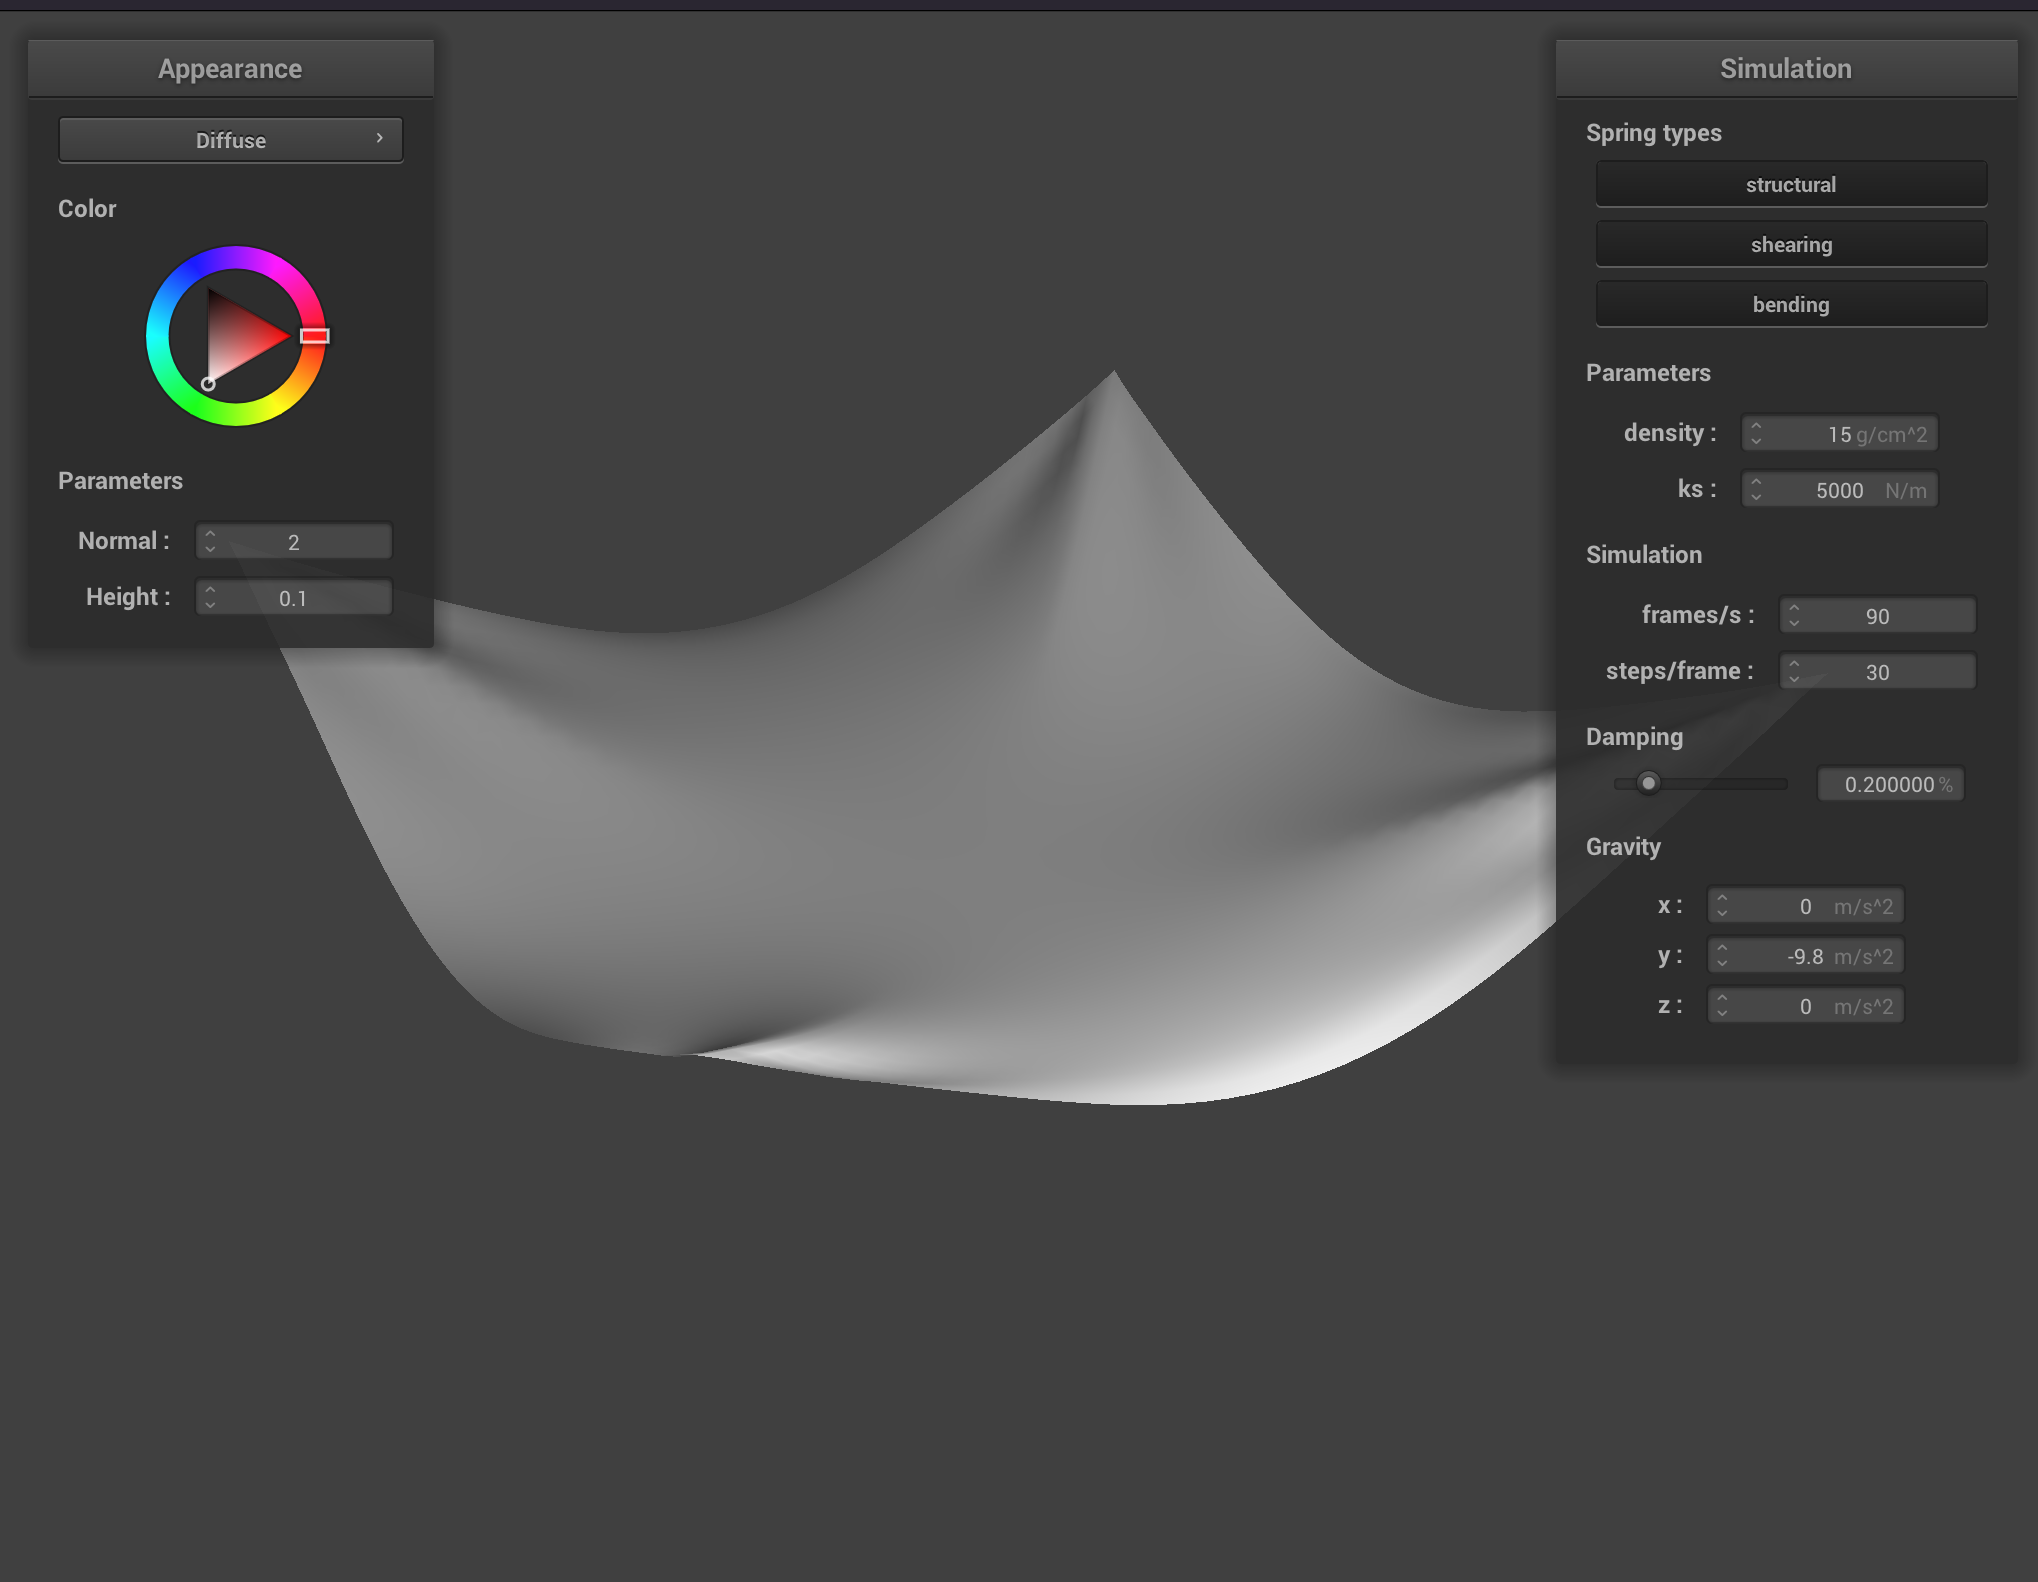 Appearance
Diffuse
Color
Parameters
Normal : 2
Height : 0.1
Simulation
Spring types
structural
shearing
bending
Parameters
density : 15 g/cm^2
ks : 5000 N/m
Simulation
frames/s : 90
steps/frame : 30
Damping
0.200000 %
Gravity
x : 0 m/s^2
y : -9.8 m/s^2
z : 0 m/s^2